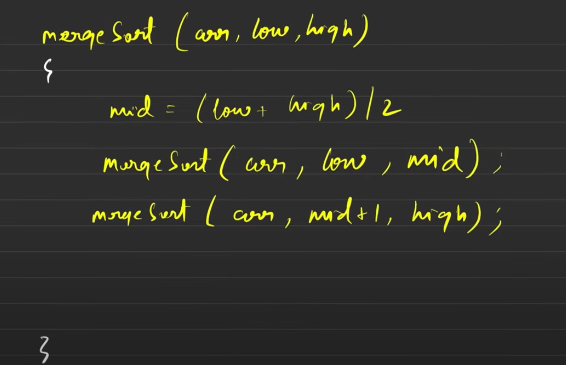 mergeSort (arr, low, high)
{
mid = (low + high)/2
mergeSort( arr, low, mid);
mergeSort ( arr, mid+1, high);
}